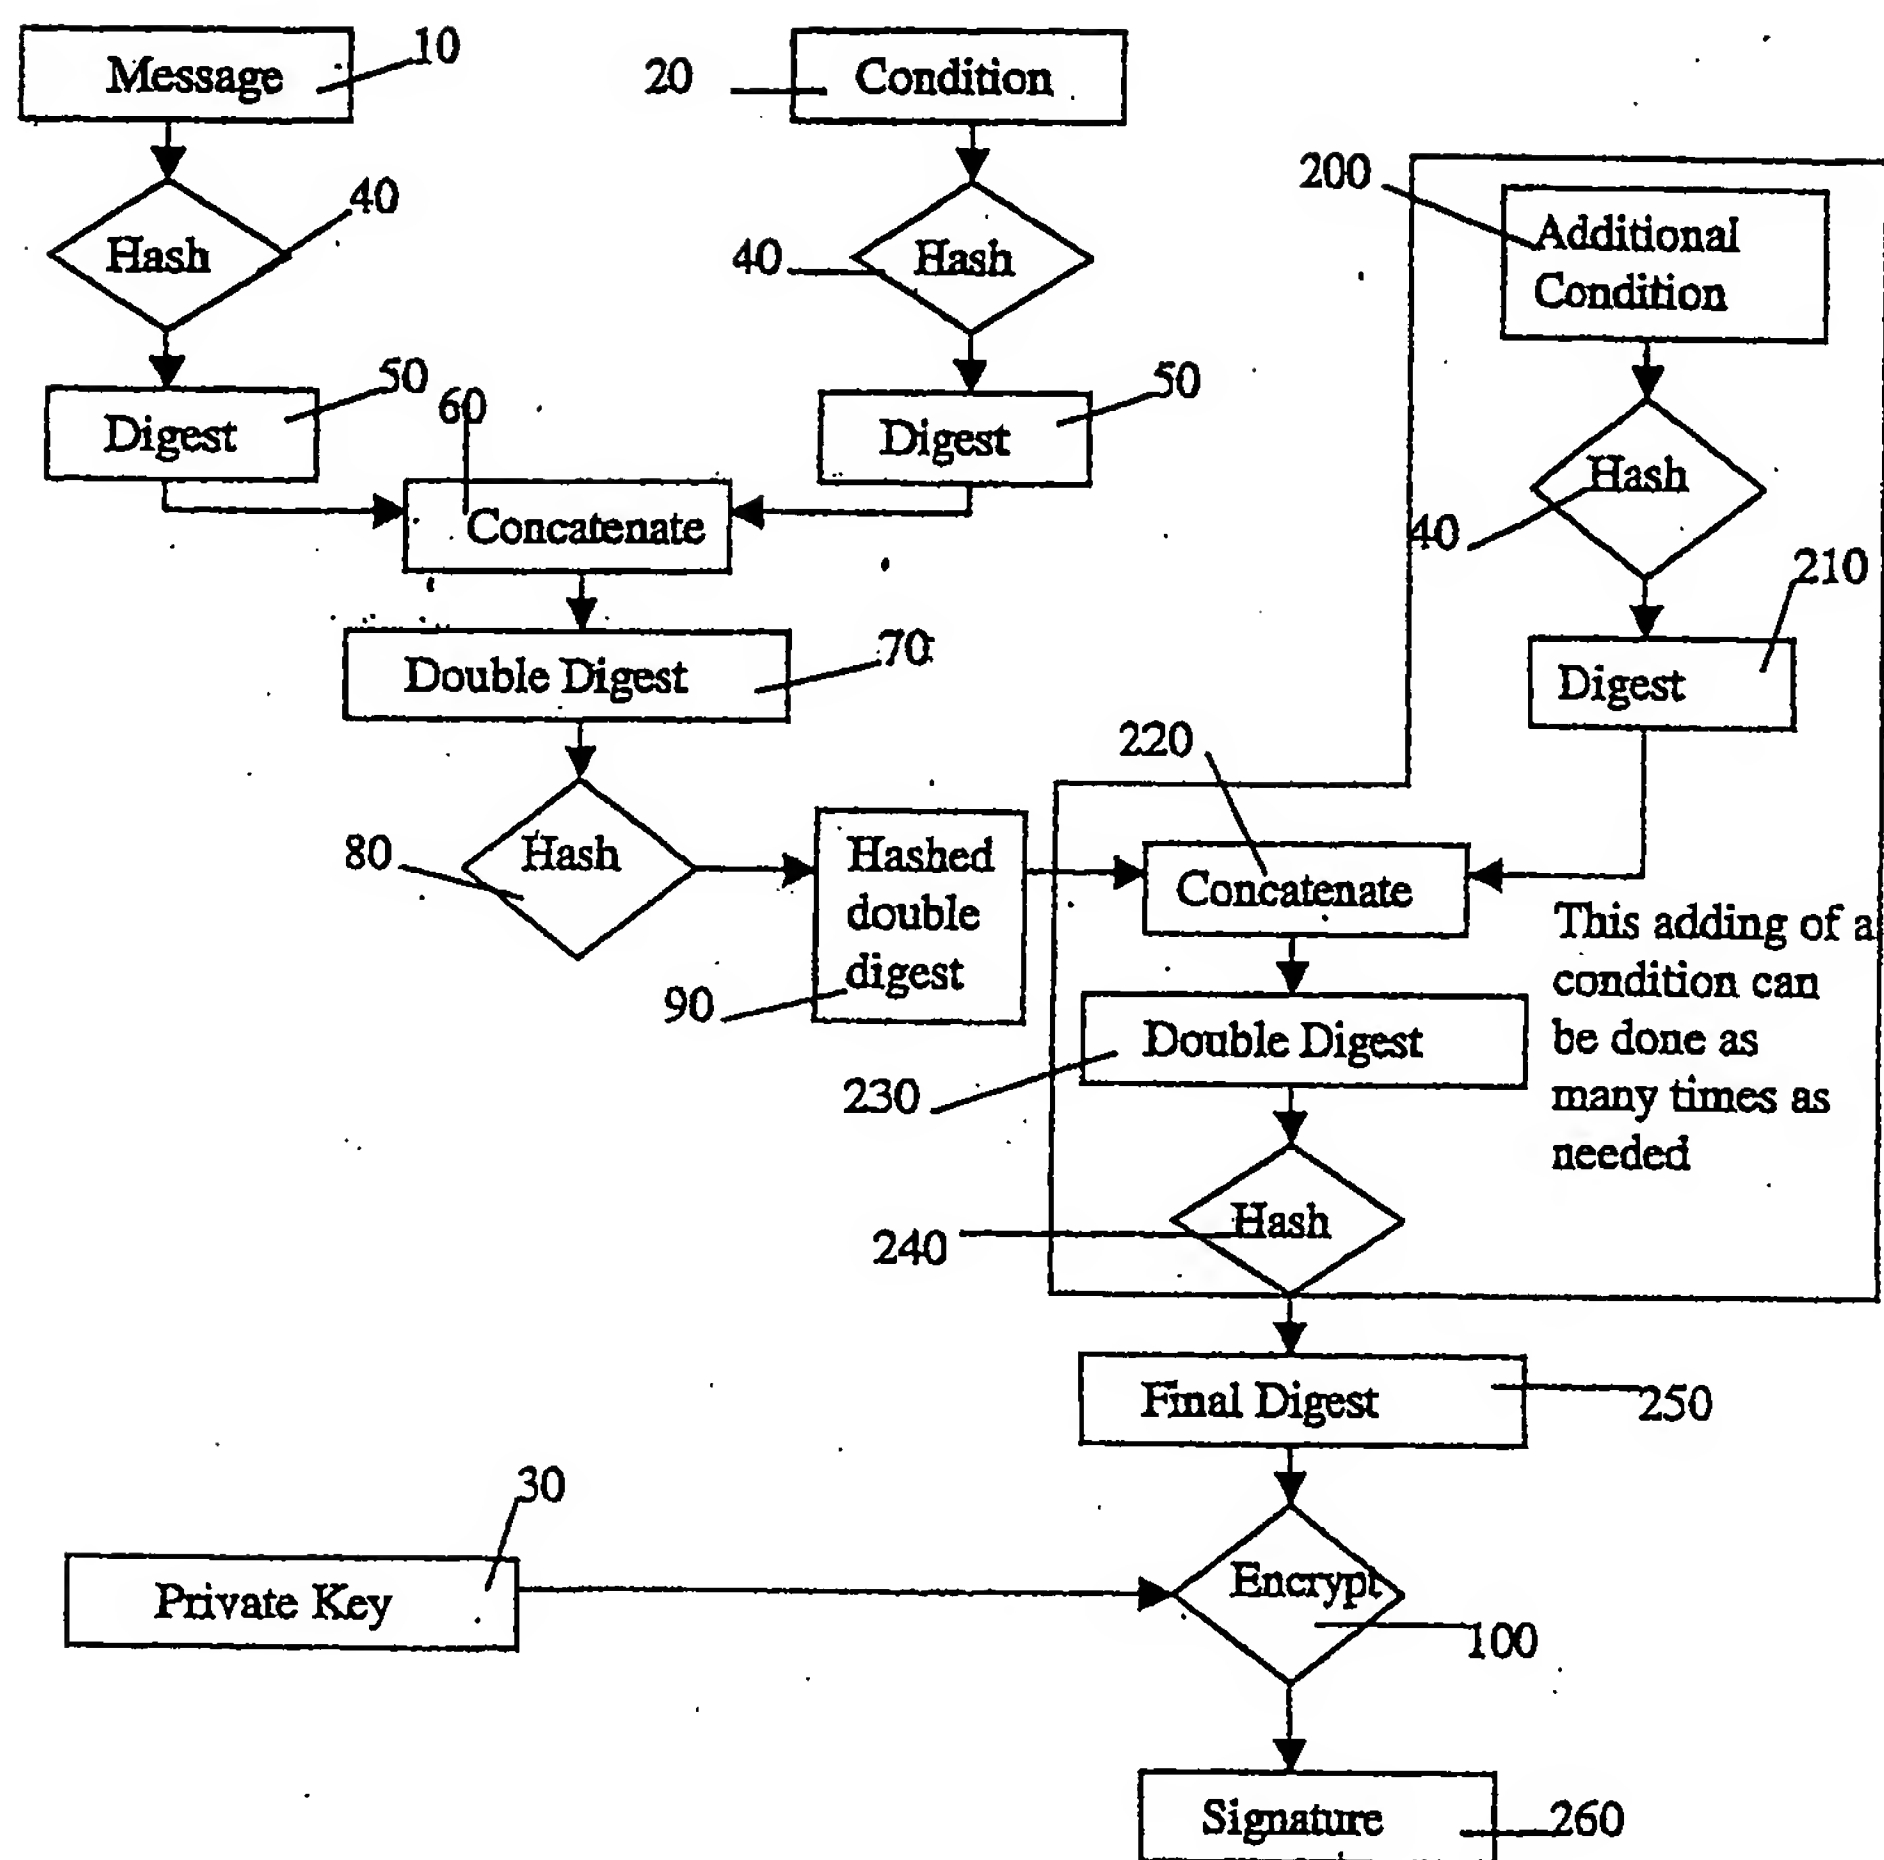 Message
10
20
Condition
Hash
40
40
Hash
200
Additional
Condition
Digest
50
60
Digest
50
Hash
40
Concatenate
210
Double Digest
70
Digest
220
80
Hash
Hashed
double
digest
90
Concatenate
This adding of a
condition can
be done as
many times as
needed
Double Digest
230
Hash
240
Final Digest
250
30
Private Key
Encrypt
100
Signature
260